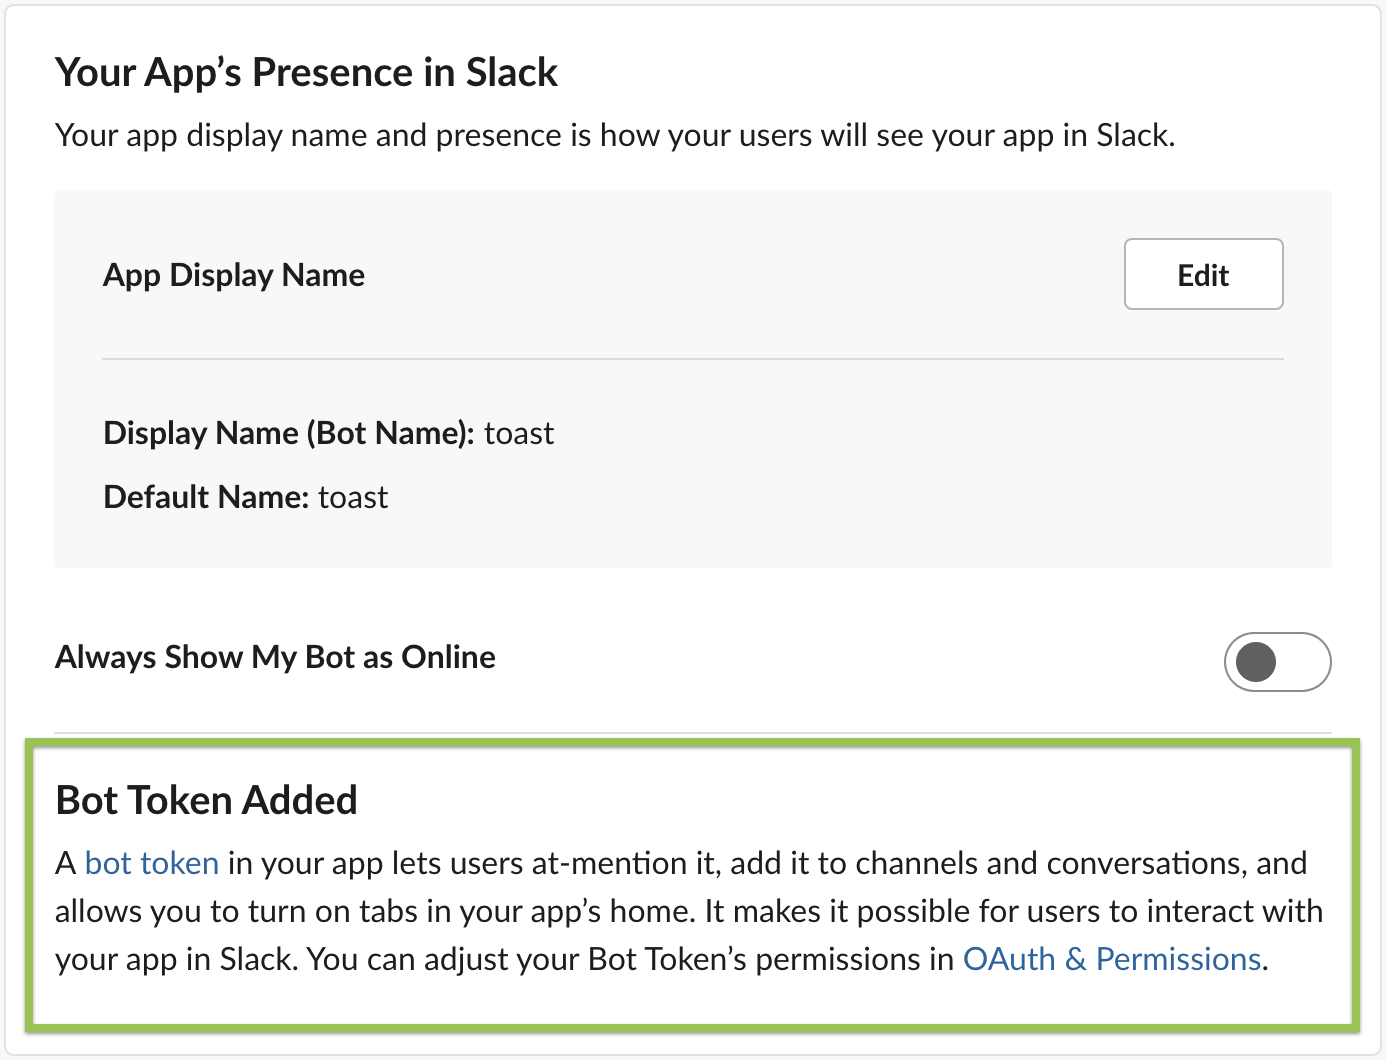 Your App’s Presence in Slack
Your app display name and presence is how your users will see your app in Slack.
App Display Name
Edit
Display Name (Bot Name): toast
Default Name: toast
Always Show My Bot as Online
Bot Token Added
A bot token in your app lets users at-mention it, add it to channels and conversations, and
allows you to turn on tabs in your app’s home. It makes it possible for users to interact with
your app in Slack. You can adjust your Bot Token’s permissions in OAuth & Permissions.